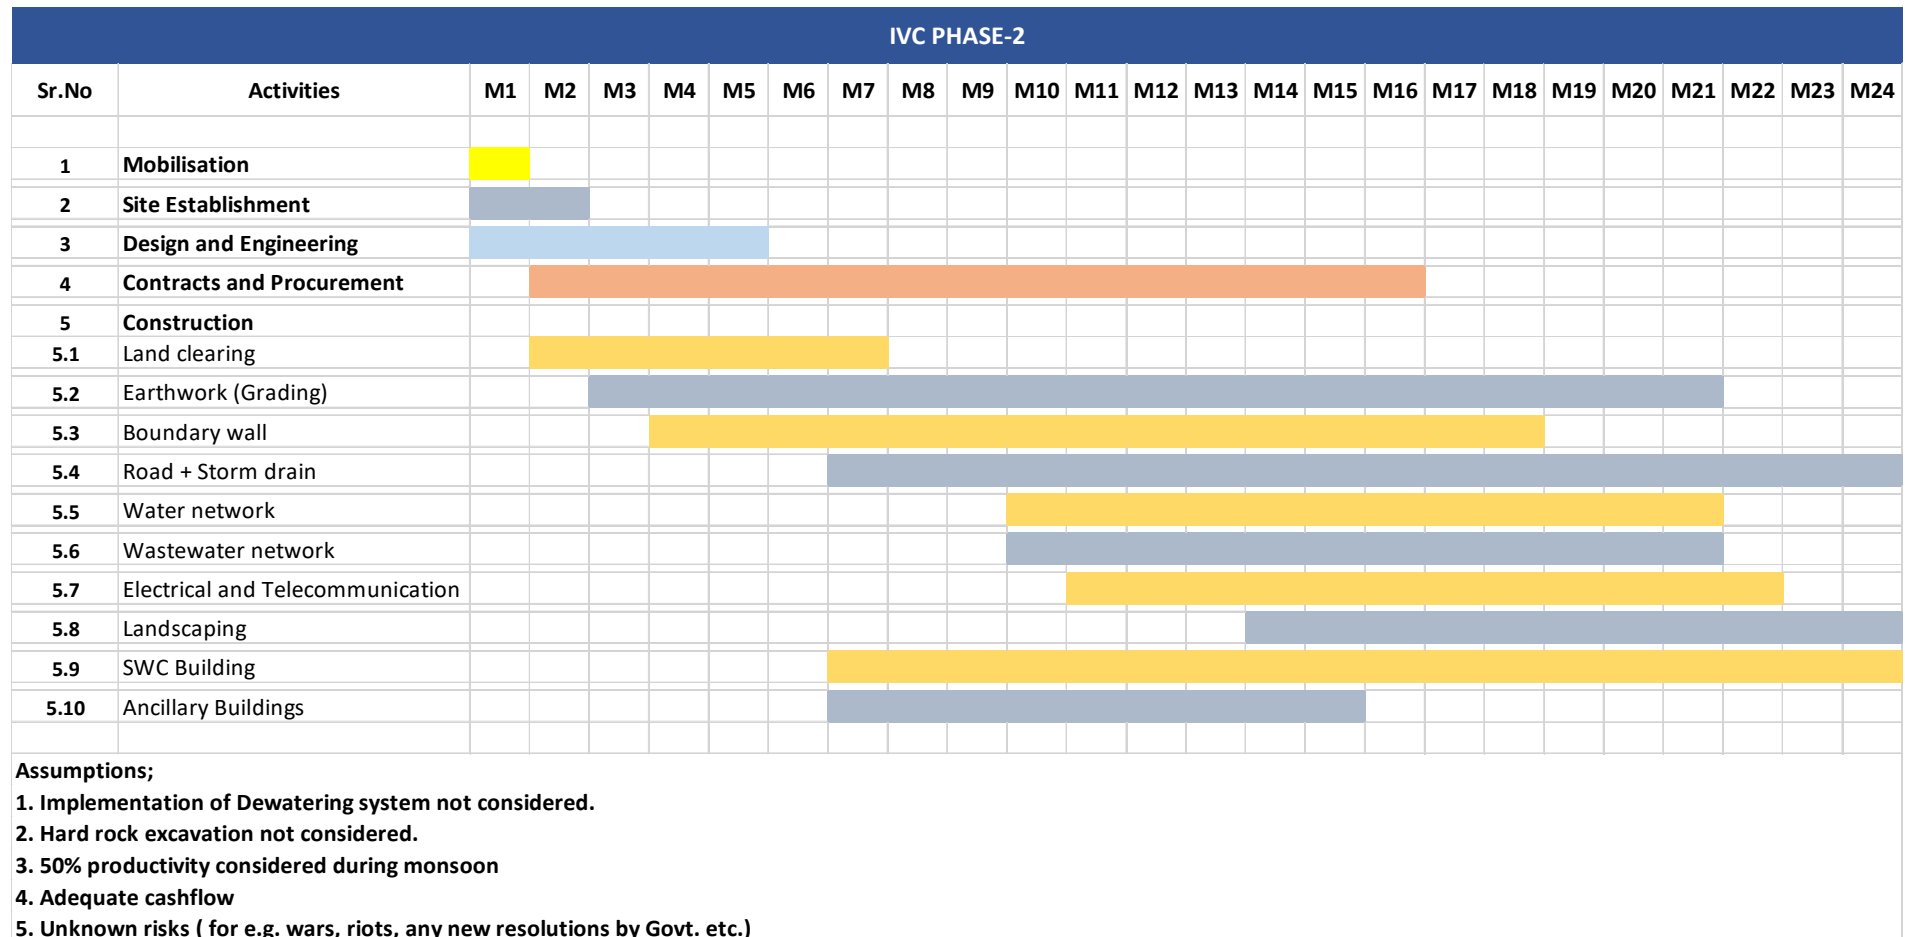 IVC PHASE-2
Sr.No Activities M1 M2 M3 M4 M5 M6 M7 M8 M9 M10 M11 M12 M13 M14 M15 M16 M17 M18 M19 M20 M21 M22 M23 M24
1 Mobilisation
2 Site Establishment
3 Design and Engineering
4 Contracts and Procurement
5 Construction
5.1 Land clearing
5.2 Earthwork (Grading)
5.3 Boundary wall
5.4 Road + Storm drain
5.5 Water network
5.6 Wastewater network
5.7 Electrical and Telecommunication
5.8 Landscaping
5.9 SWC Building
5.10 Ancillary Buildings
Assumptions;
1. Implementation of Dewatering system not considered.
2. Hard rock excavation not considered.
3. 50% productivity considered during monsoon
4. Adequate cashflow
5. Unknown risks ( for e.g. wars, riots, any new resolutions by Govt. etc.)